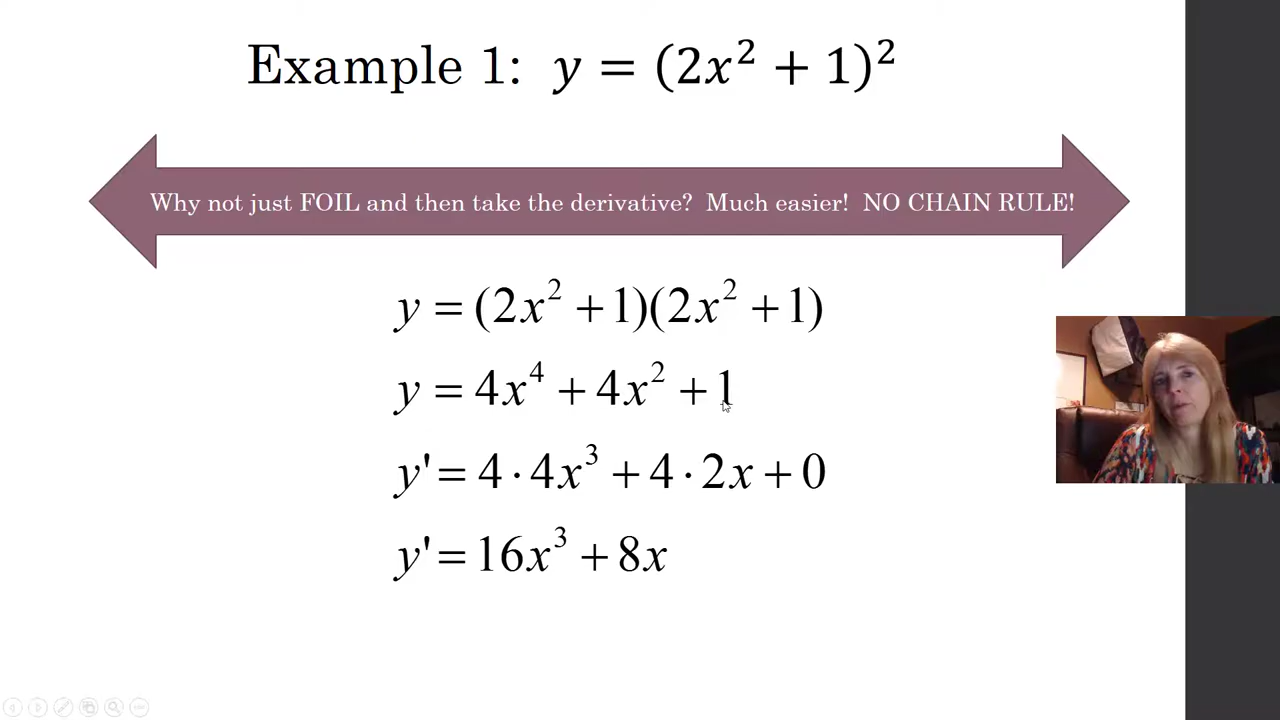 Example 1: y = (2x² + 1)²
Why not just FOIL and then take the derivative? Much easier! NO CHAIN RULE!
y = (2x² + 1)(2x² + 1)
y = 4x⁴ + 4x² + 1
y' = 4 · 4x³ + 4 · 2x + 0
y' = 16x³ + 8x